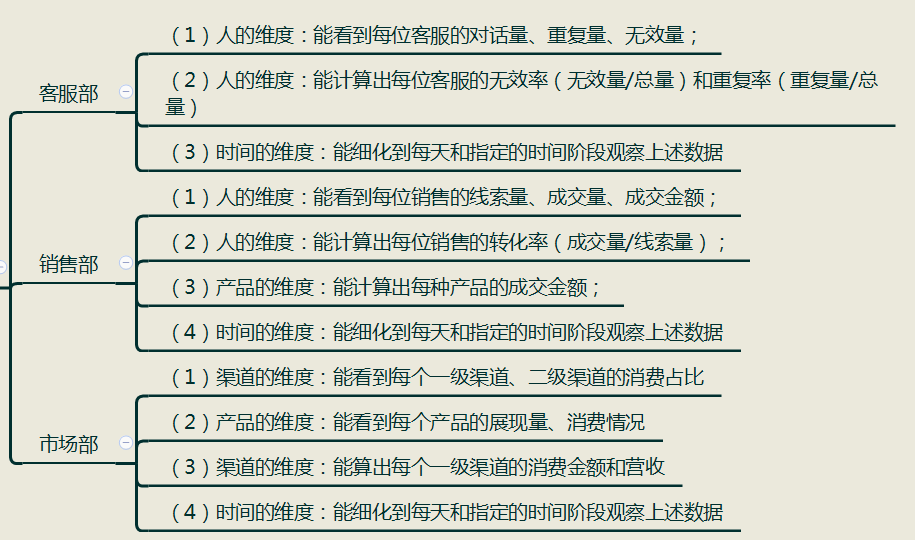 客服部
（1）人的维度：能看到每位客服的对话量、重复量、无效量；
（2）人的维度：能计算出每位客服的无效率（无效量/总量）和重复率（重复量/总
量）
（3）时间的维度：能细化到每天和指定的时间阶段观察上述数据
销售部
（1）人的维度：能看到每位销售的线索量、成交量、成交金额；
（2）人的维度：能计算出每位销售的转化率（成交量/线索量）；
（3）产品的维度：能计算出每种产品的成交金额；
（4）时间的维度：能细化到每天和指定的时间阶段观察上述数据
市场部
（1）渠道的维度：能看到每个一级渠道、二级渠道的消费占比
（2）产品的维度：能看到每个产品的展现量、消费情况
（3）渠道的维度：能算出每个一级渠道的消费金额和营收
（4）时间的维度：能细化到每天和指定的时间阶段观察上述数据